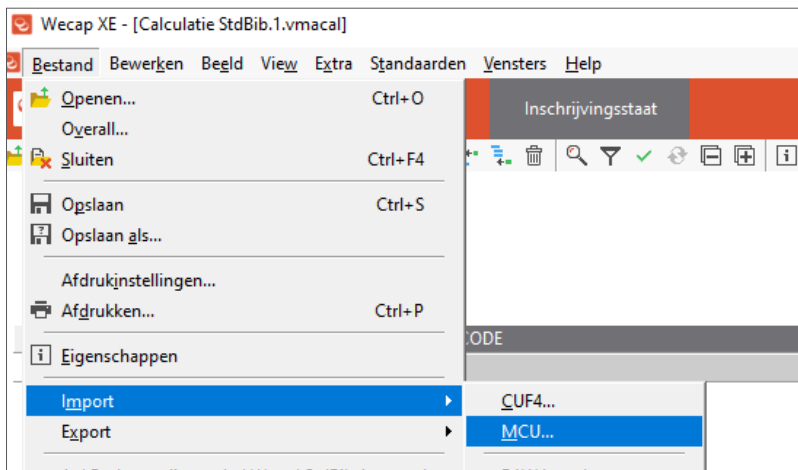 Wecap XE - [Calculatie StdBib.1.vmacal]
Bestand Bewerken Beeld View Extra Standaarden Vensters Help
Inschrijvingsstaat
Openen... Ctrl+O
Overall...
Sluiten Ctrl+F4
Opslaan Ctrl+S
Opslaan als...
Afdrukinstellingen...
Afdrukken... Ctrl+P
CODE
Eigenschappen
Import CUF4...
Export MCU...